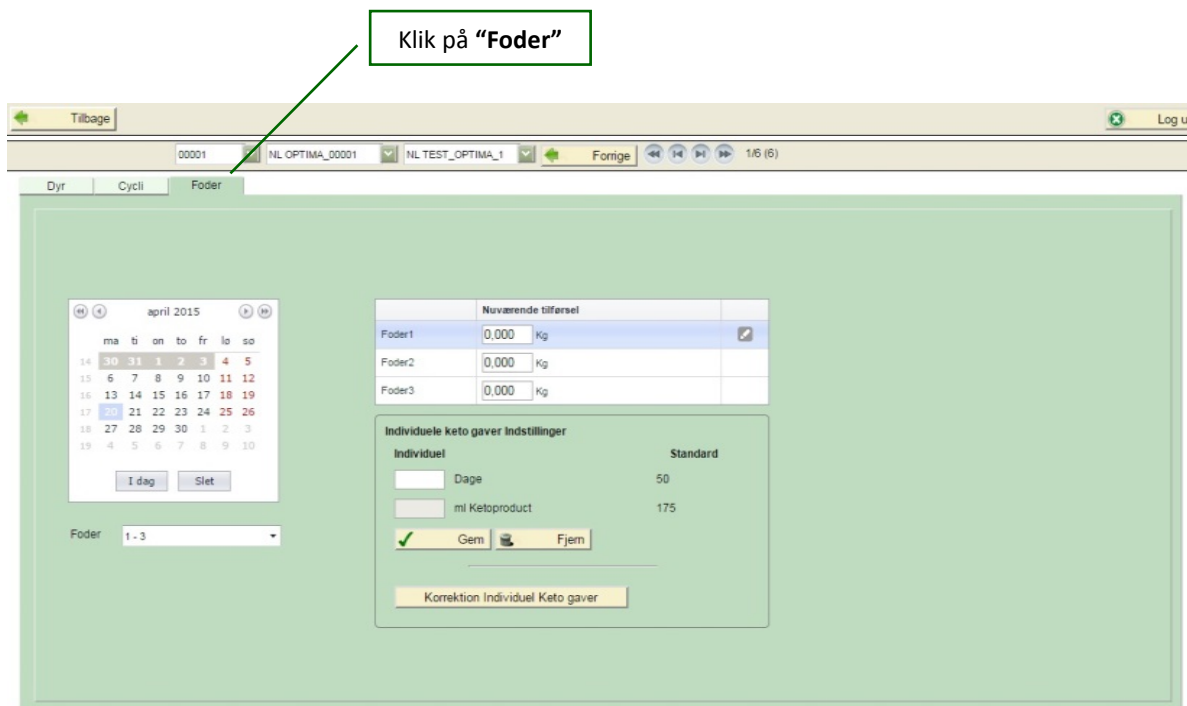 Klik på “Foder”
Tilbage
Log u
00001 NL OPTIMA_00001 NL TEST_OPTIMA_1 Forrige 1/6 (6)
Dyr Cycli Foder
april 2015
ma ti on to fr lø sø
14 30 31 1 2 3 4 5
15 6 7 8 9 10 11 12
16 13 14 15 16 17 18 19
17 20 21 22 23 24 25 26
18 27 28 29 30 1 2 3
19 4 5 6 7 8 9 10
I dag Slet
Foder 1 - 3
Nuværende tilførsel
Foder1 0,000 Kg
Foder2 0,000 Kg
Foder3 0,000 Kg
Individuele keto gaver Indstillinger
Individuel Standard
Dage 50
ml Ketoproduct 175
Gem Fjern
Korrektion Individuel Keto gaver